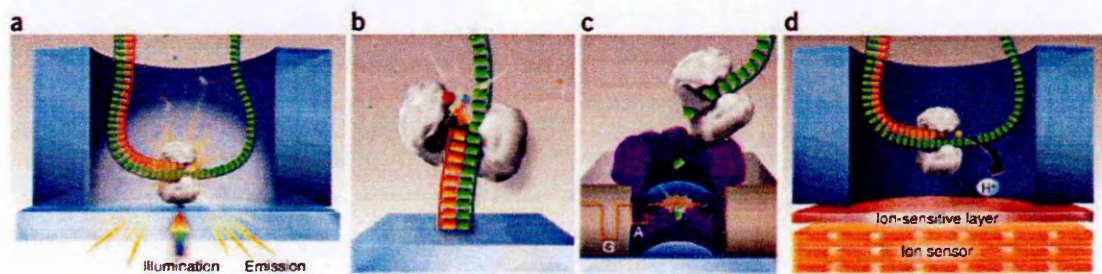 a
b
c
d
Illumination
Emission
G
A
H⁺
Ion-sensitive layer
Ion sensor